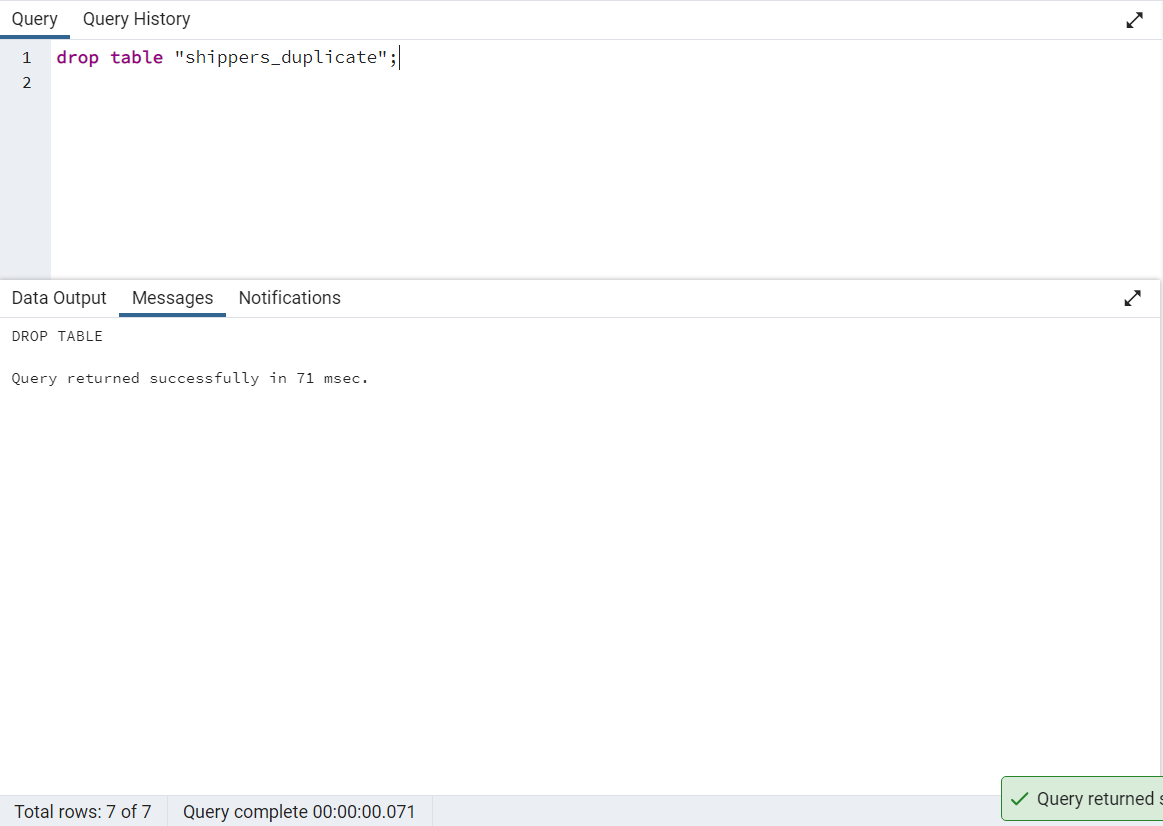 Query Query History
1 drop table "shippers_duplicate";
2
Data Output Messages Notifications
DROP TABLE
Query returned successfully in 71 msec.
Total rows: 7 of 7 Query complete 00:00:00.071
Query returned s